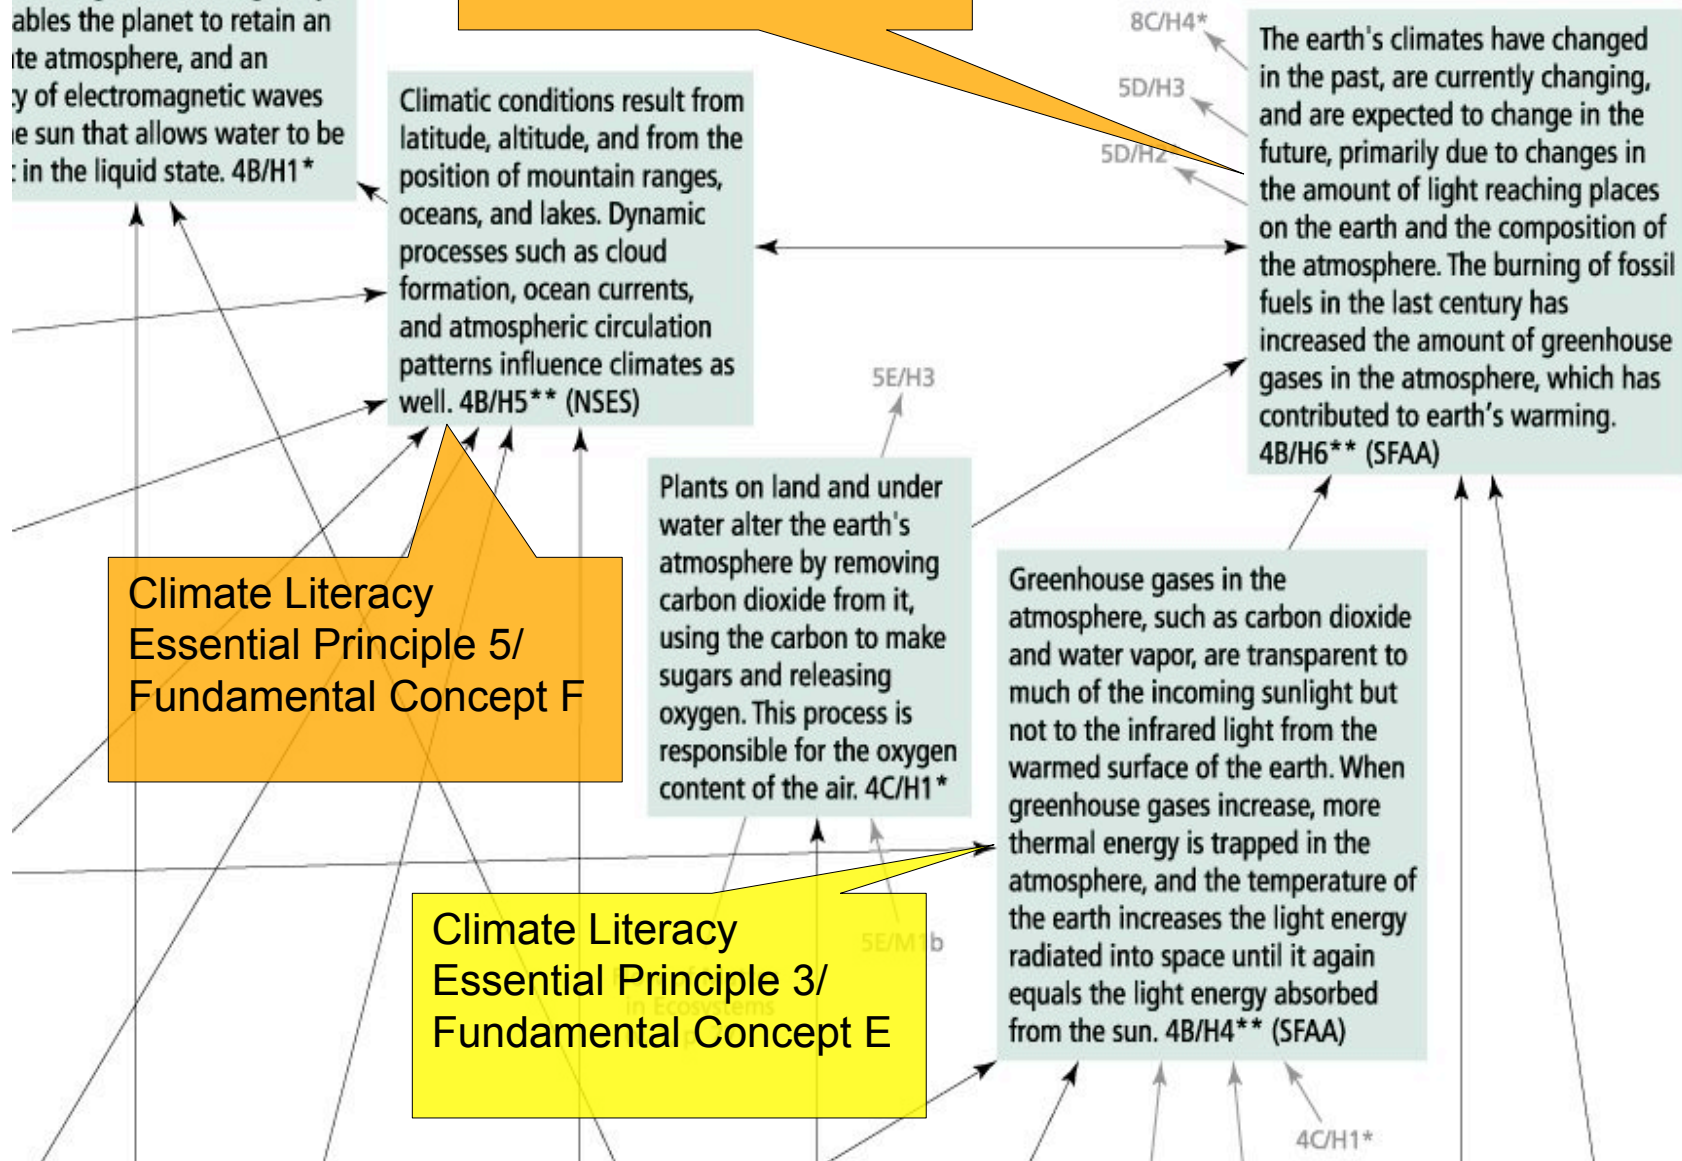 ables the planet to retain an
te atmosphere, and an
y of electromagnetic waves
e sun that allows water to be
in the liquid state. 4B/H1*
Climatic conditions result from
latitude, altitude, and from the
position of mountain ranges,
oceans, and lakes. Dynamic
processes such as cloud
formation, ocean currents,
and atmospheric circulation
patterns influence climates as
well. 4B/H5** (NSES)
8C/H4*
5D/H3
5D/H2
The earth's climates have changed
in the past, are currently changing,
and are expected to change in the
future, primarily due to changes in
the amount of light reaching places
on the earth and the composition of
the atmosphere. The burning of fossil
fuels in the last century has
increased the amount of greenhouse
gases in the atmosphere, which has
contributed to earth's warming.
4B/H6** (SFAA)
5E/H3
Plants on land and under
water alter the earth's
atmosphere by removing
carbon dioxide from it,
using the carbon to make
sugars and releasing
oxygen. This process is
responsible for the oxygen
content of the air. 4C/H1*
Climate Literacy
Essential Principle 5/
Fundamental Concept F
Greenhouse gases in the
atmosphere, such as carbon dioxide
and water vapor, are transparent to
much of the incoming sunlight but
not to the infrared light from the
warmed surface of the earth. When
greenhouse gases increase, more
thermal energy is trapped in the
atmosphere, and the temperature of
the earth increases the light energy
radiated into space until it again
equals the light energy absorbed
from the sun. 4B/H4** (SFAA)
Climate Literacy
Essential Principle 3/
Fundamental Concept E
5E/M1b
in Ecosystems
4C/H1*